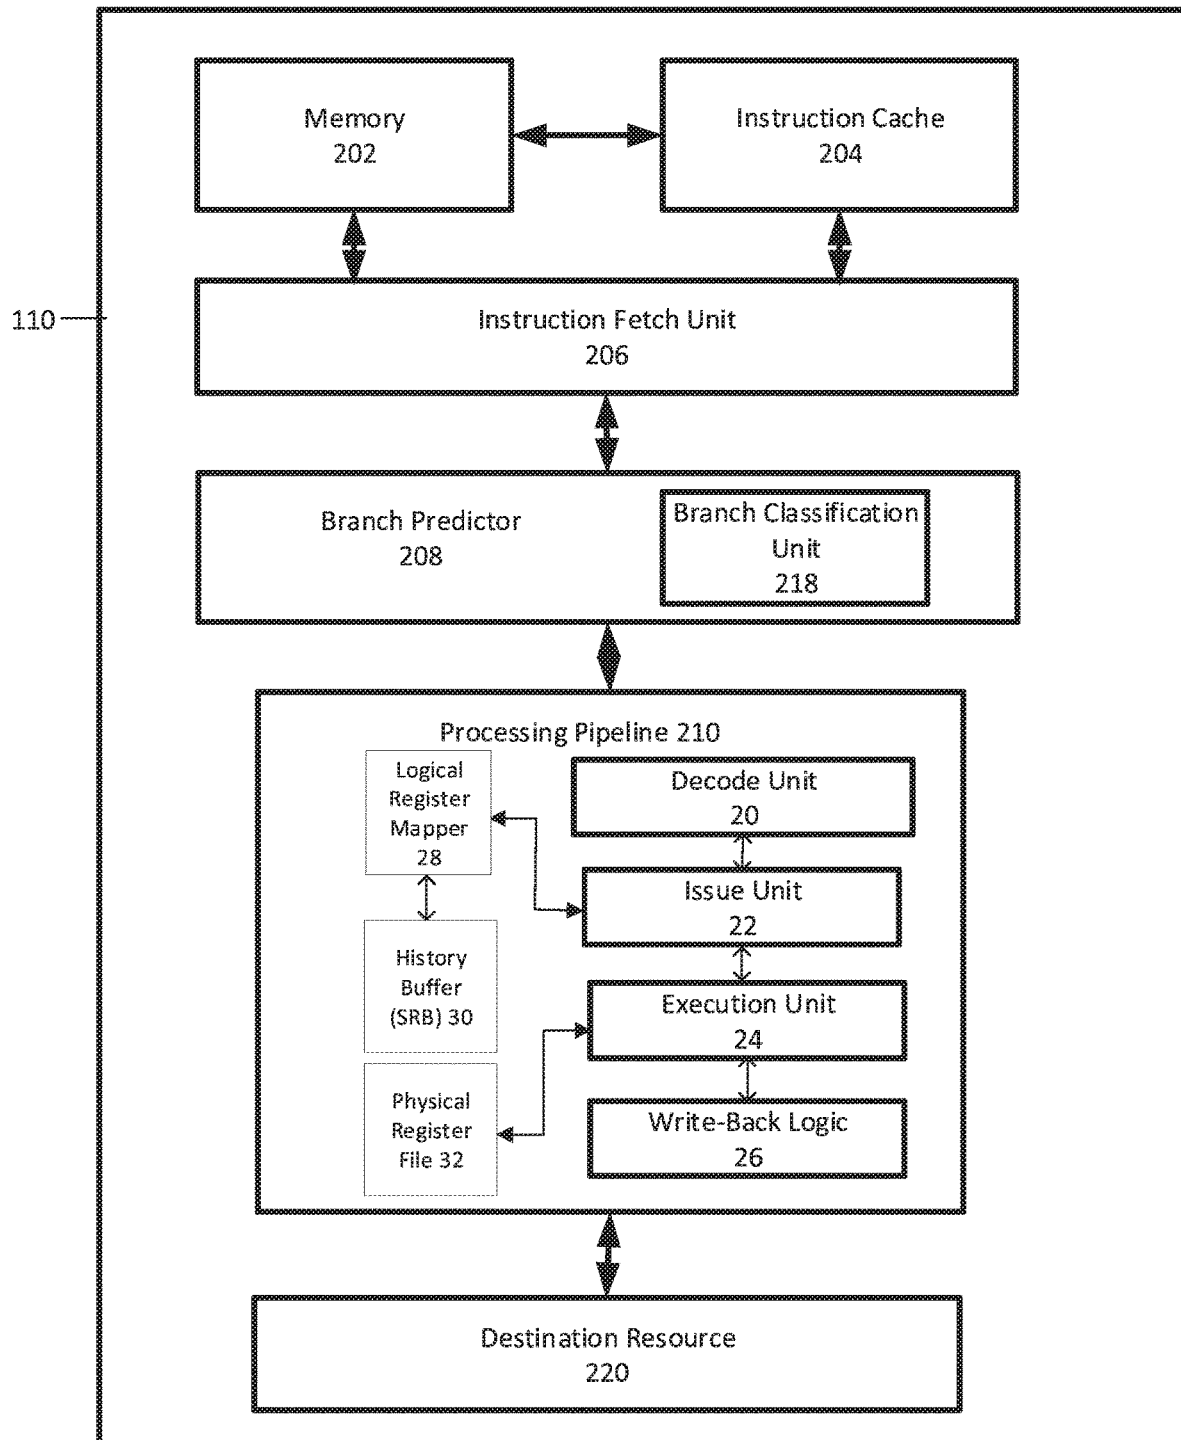 Memory
202
Instruction Cache
204
110
Instruction Fetch Unit
206
Branch Predictor
208
Branch Classification
Unit
218
Processing Pipeline 210
Logical
Register
Mapper
28
Decode Unit
20
Issue Unit
22
History
Buffer
(SRB) 30
Execution Unit
24
Physical
Register
File 32
Write-Back Logic
26
Destination Resource
220